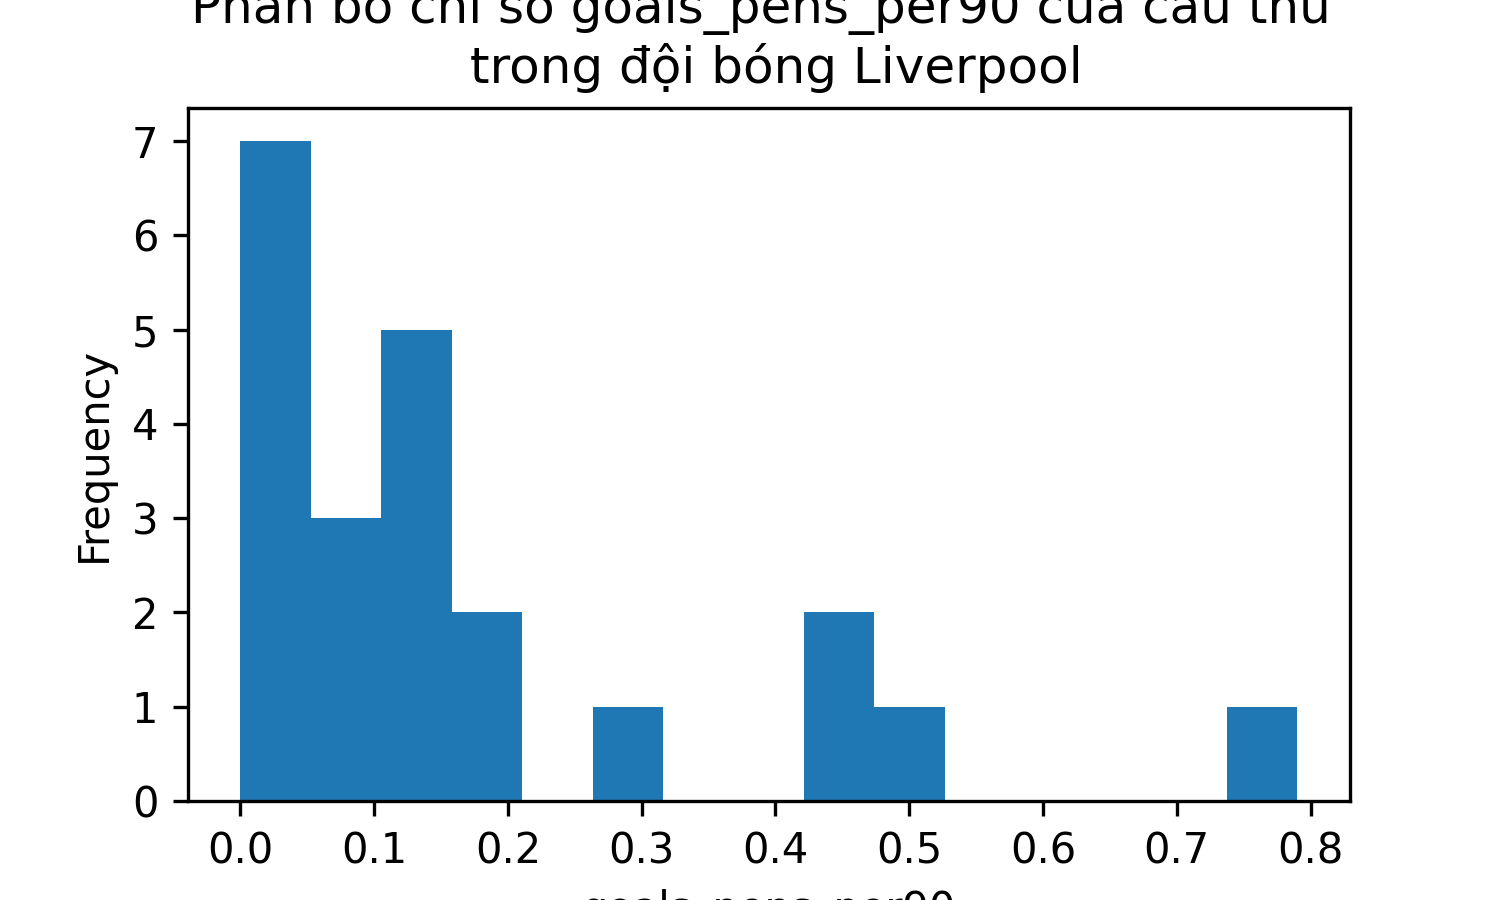 Phân bố chỉ số goals_pens_per90 của cầu thủ
trong đội bóng Liverpool
7
6
5
4
3
2
1
0
Frequency
0.0 0.1 0.2 0.3 0.4 0.5 0.6 0.7 0.8
goals_pens_per90